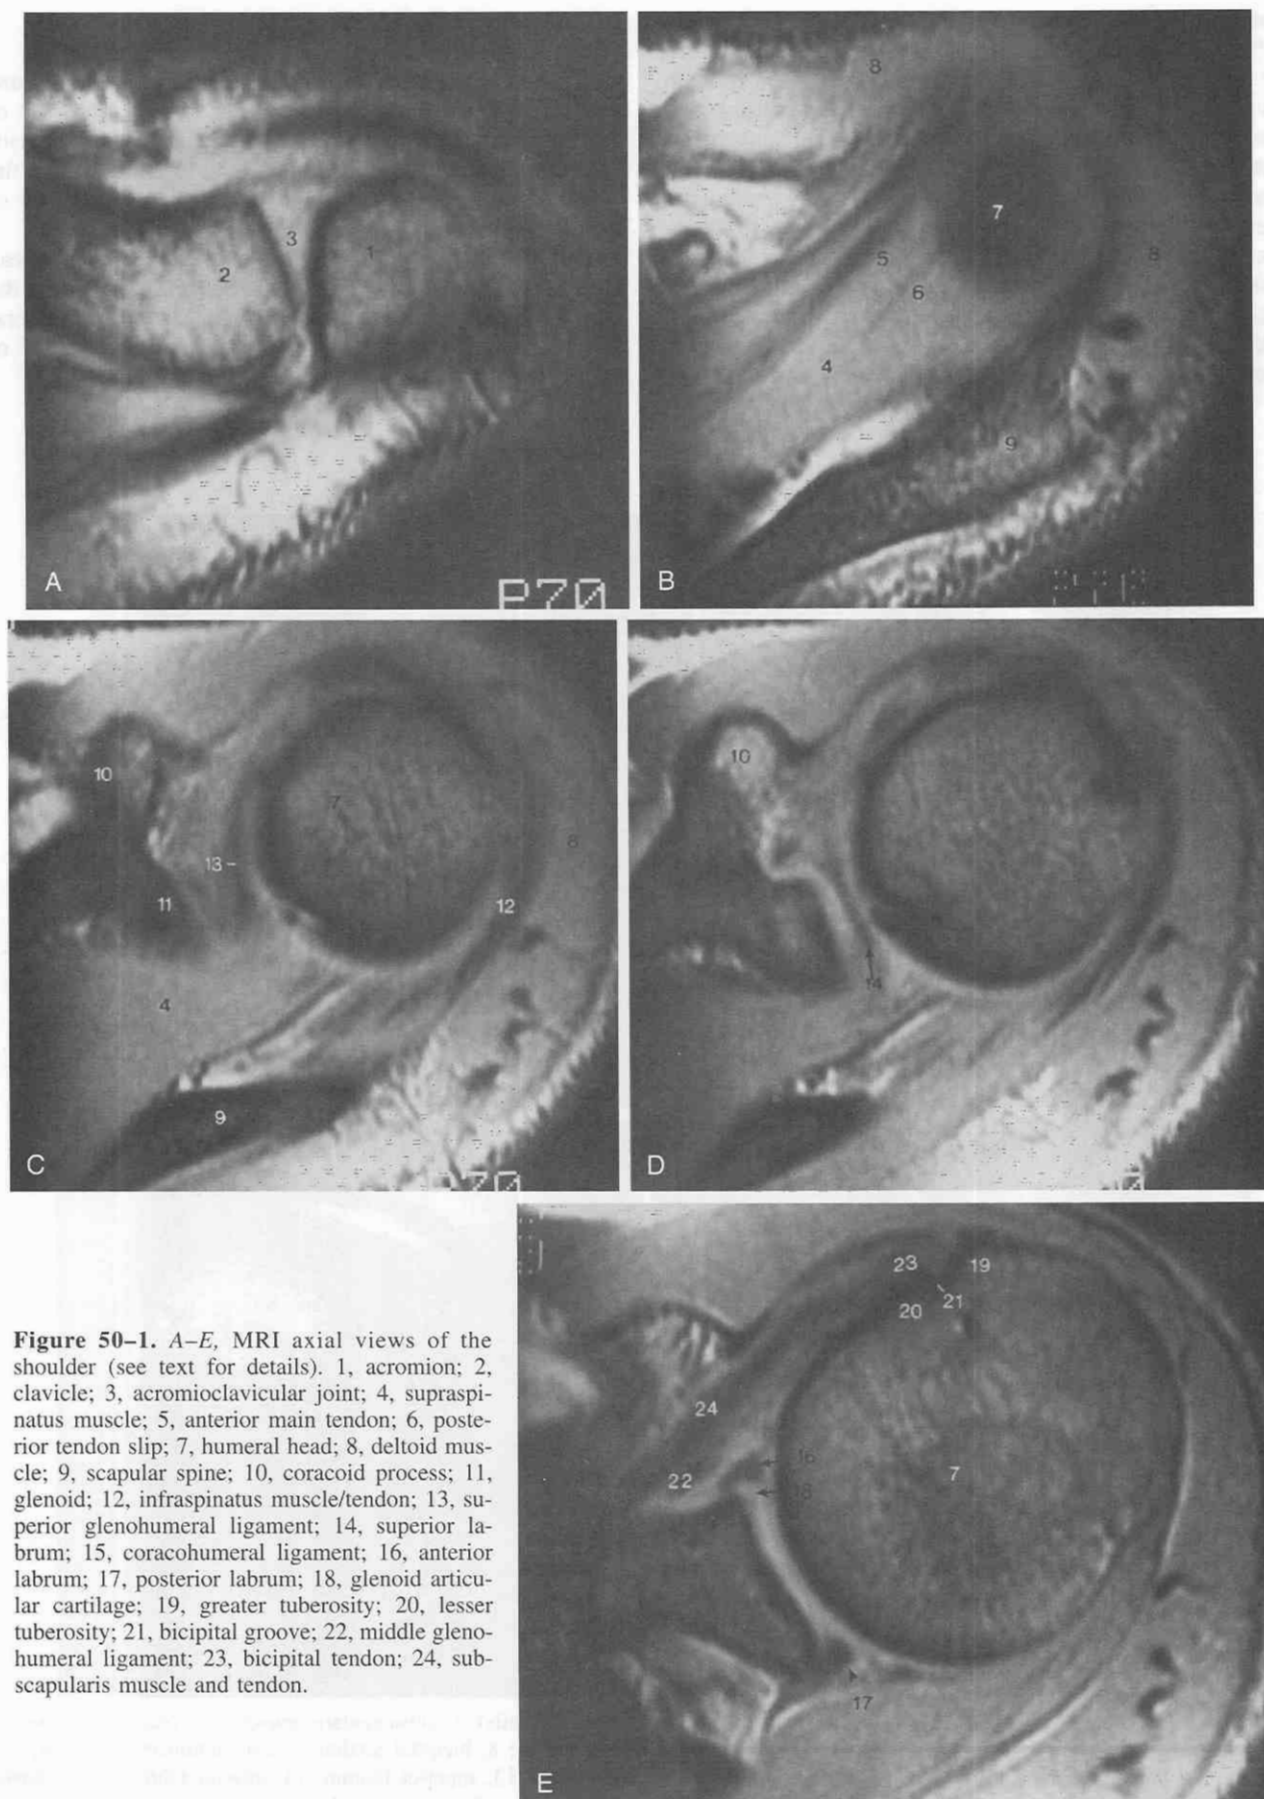 3
1
2
A
P70
8
7
8
5
6
4
9
B
10
7
8
13
12
11
4
9
C
70
10
14
D
0
23
19
21
20
24
16
22
18
7
17
E
Figure 50–1. A–E, MRI axial views of the
shoulder (see text for details). 1, acromion; 2,
clavicle; 3, acromioclavicular joint; 4, supraspi-
natus muscle; 5, anterior main tendon; 6, poste-
rior tendon slip; 7, humeral head; 8, deltoid mus-
cle; 9, scapular spine; 10, coracoid process; 11,
glenoid; 12, infraspinatus muscle/tendon; 13, su-
perior glenohumeral ligament; 14, superior la-
brum; 15, coracohumeral ligament; 16, anterior
labrum; 17, posterior labrum; 18, glenoid articu-
lar cartilage; 19, greater tuberosity; 20, lesser
tuberosity; 21, bicipital groove; 22, middle gleno-
humeral ligament; 23, bicipital tendon; 24, sub-
scapularis muscle and tendon.